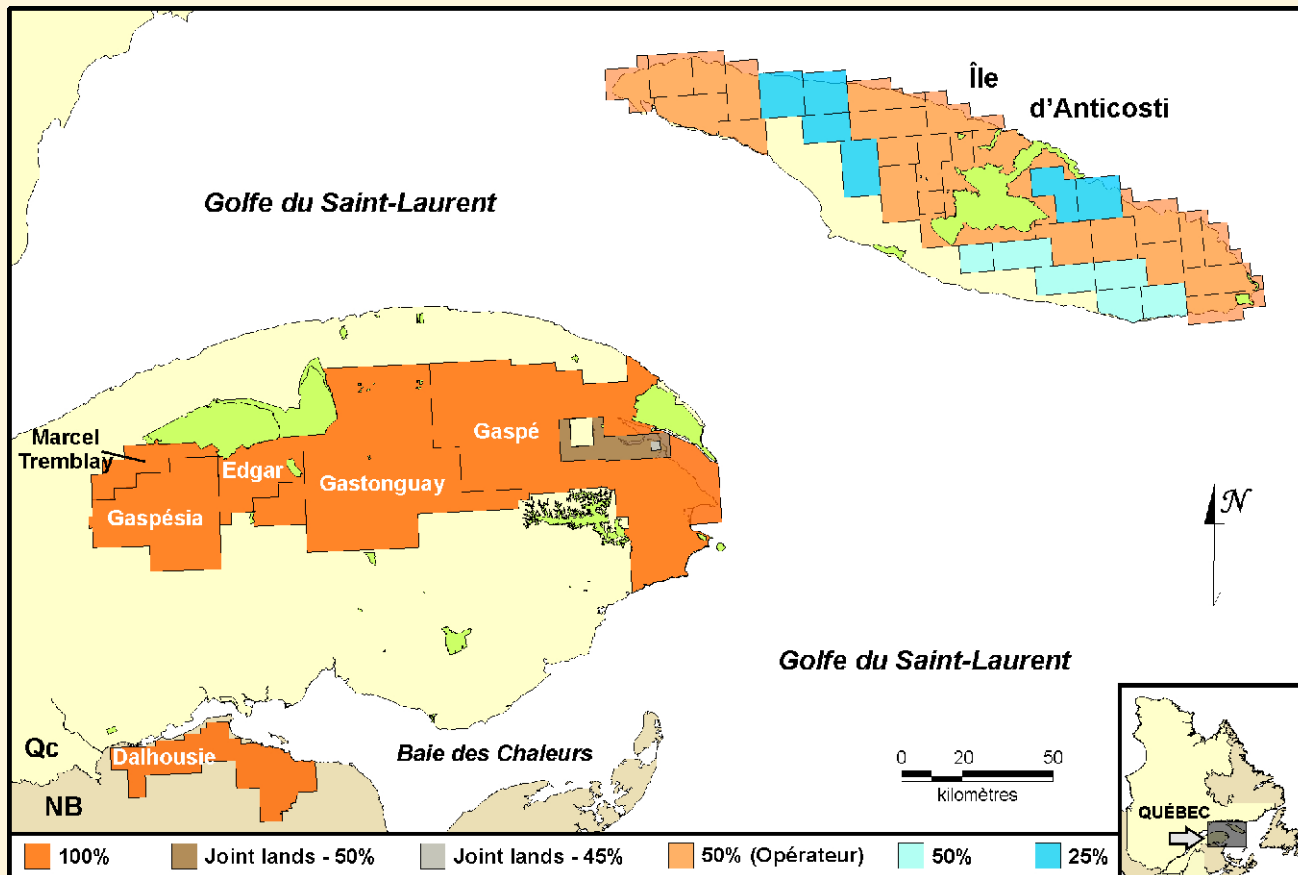 Île
d'Anticosti
Golfe du Saint-Laurent
Marcel
Tremblay
Gaspé
Edgar
Gastonguay
Gaspésia
N
Golfe du Saint-Laurent
Qc
Dalhousie
Baie des Chaleurs
NB
0 20 50
kilomètres
QUÉBEC
100%
Joint lands - 50%
Joint lands - 45%
50% (Opérateur)
50%
25%